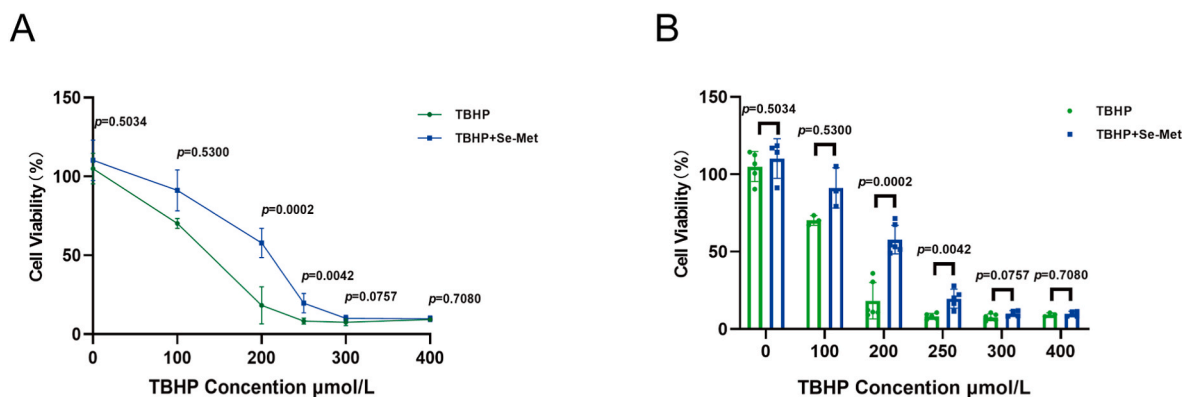 A
B
150
100
50
0
Cell Viability (%)
p=0.5034
p=0.5300
p=0.0002
p=0.0042
p=0.0757
p=0.7080
TBHP
TBHP+Se-Met
0 100 200 300 400
TBHP Concention μmol/L
150
100
50
0
Cell Viability (%)
p=0.5034
p=0.5300
p=0.0002
p=0.0042
p=0.0757
p=0.7080
TBHP
TBHP+Se-Met
0 100 200 250 300 400
TBHP Concention μmol/L